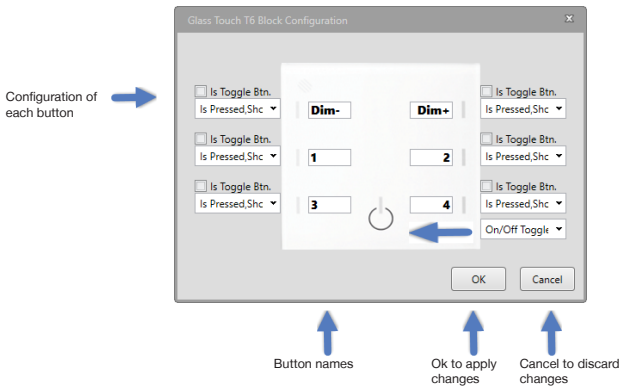 Glass Touch T6 Block Configuration
x
Configuration of
each button
Is Toggle Btn.
Is Pressed,Shc
Dim-
Dim+
Is Toggle Btn.
Is Pressed,Shc
Is Toggle Btn.
Is Pressed,Shc
1
2
Is Toggle Btn.
Is Pressed,Shc
Is Toggle Btn.
Is Pressed,Shc
3
4
Is Toggle Btn.
Is Pressed,Shc
On/Off Toggle
OK
Cancel
Button names
Ok to apply
changes
Cancel to discard
changes